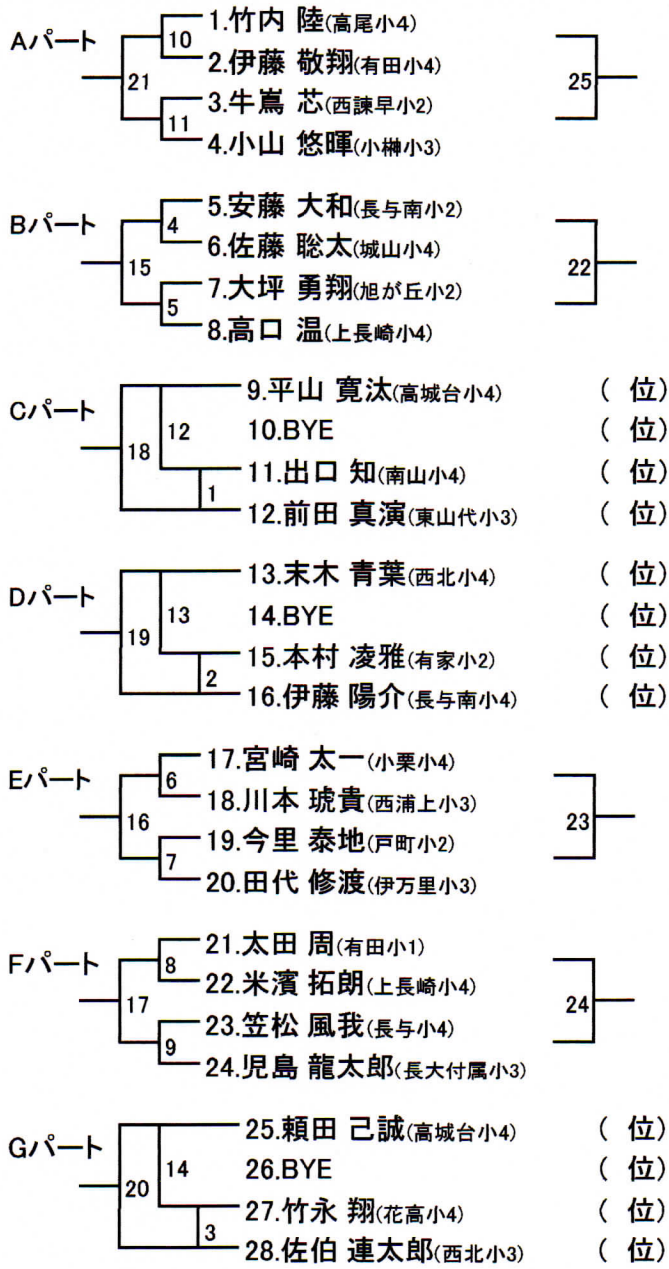 Aパート
1.竹内 陸(高尾小4)
10
2.伊藤 敬翔(有田小4)
21
25
3.牛嶌 芯(西諫早小2)
11
4.小山 悠暉(小榊小3)
Bパート
5.安藤 大和(長与南小2)
4
6.佐藤 聡太(城山小4)
15
22
7.大坪 勇翔(旭が丘小2)
5
8.高口 温(上長崎小4)
Cパート
9.平山 寛汰(高城台小4) ( 位)
12
10.BYE ( 位)
18
11.出口 知(南山小4) ( 位)
1
12.前田 真演(東山代小3) ( 位)
Dパート
13.末木 青葉(西北小4) ( 位)
13
14.BYE ( 位)
19
15.本村 凌雅(有家小2) ( 位)
2
16.伊藤 陽介(長与南小4) ( 位)
Eパート
17.宮崎 太一(小栗小4)
6
18.川本 琥貴(西浦上小3)
16
23
19.今里 泰地(戸町小2)
7
20.田代 修渡(伊万里小3)
Fパート
21.太田 周(有田小1)
8
22.米濱 拓朗(上長崎小4)
17
24
23.笠松 風我(長与小4)
9
24.児島 龍太郎(長大付属小3)
Gパート
25.頼田 己誠(高城台小4) ( 位)
14
26.BYE ( 位)
20
27.竹永 翔(花高小4) ( 位)
3
28.佐伯 連太郎(西北小3) ( 位)